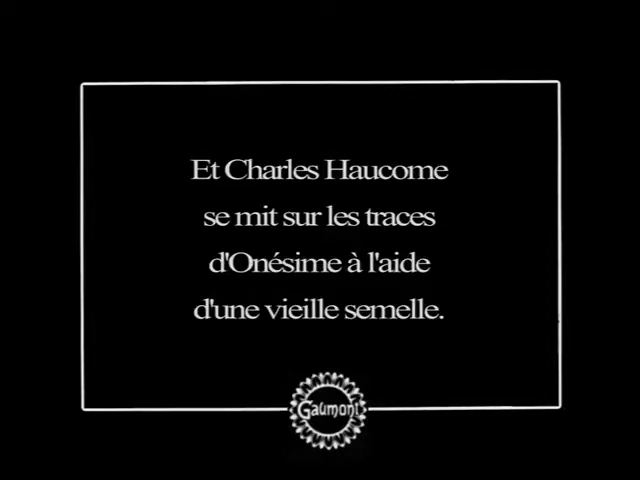 Et Charles Haucome
se mit sur les traces
d'Onésime à l'aide
d'une vieille semelle.
Gaumont